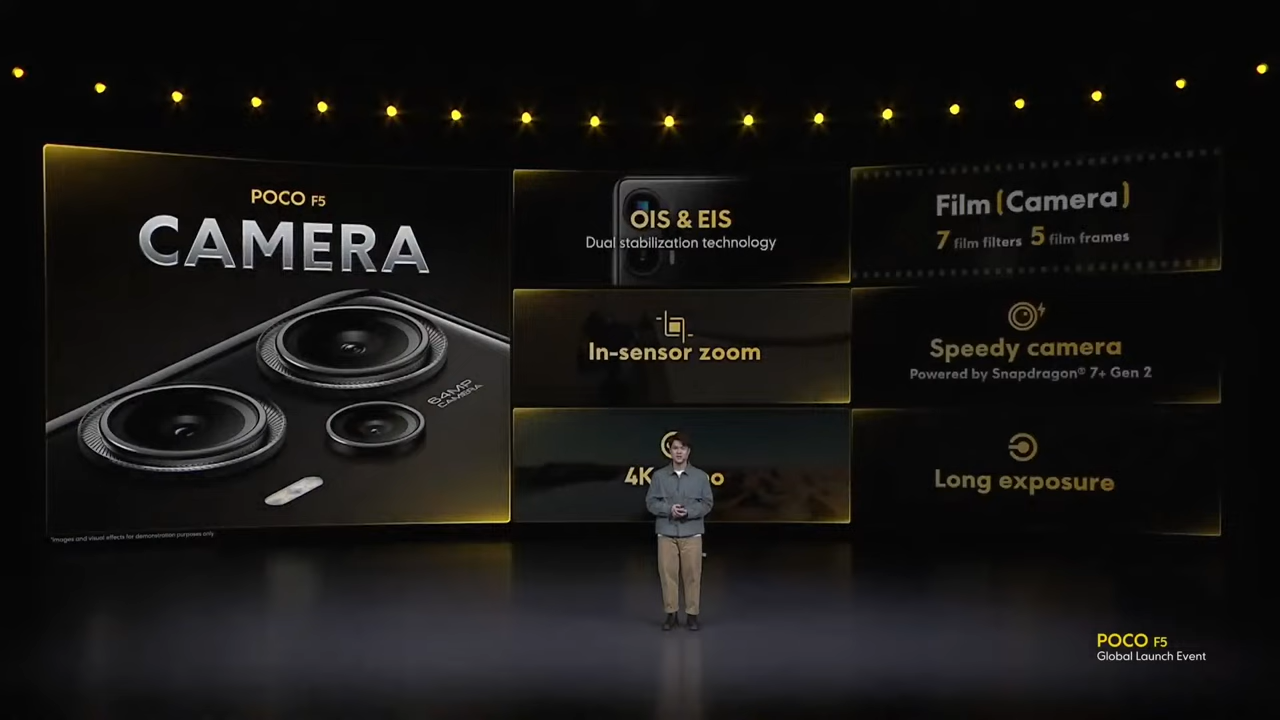 POCO F5
CAMERA
64MP
CAMERA
*Images and visual effects for demonstration purposes only
OIS & EIS
Dual stabilization technology
In-sensor zoom
4K
Film (Camera)
7 film filters 5 film frames
Speedy camera
Powered by Snapdragon® 7+ Gen 2
Long exposure
POCO F5
Global Launch Event